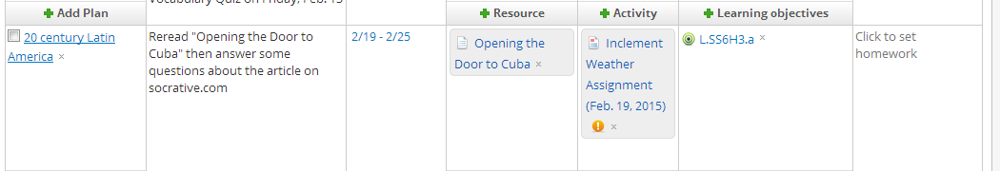 Vocabulary Quiz on Friday, Feb. 13
Add Plan
Resource
Activity
Learning objectives
20 century Latin
America ×
Reread "Opening the Door to
Cuba" then answer some
questions about the article on
socrative.com
2/19 - 2/25
Opening the
Door to Cuba ×
Inclement
Weather
Assignment
(Feb. 19, 2015)
×
L.SS6H3.a ×
Click to set
homework